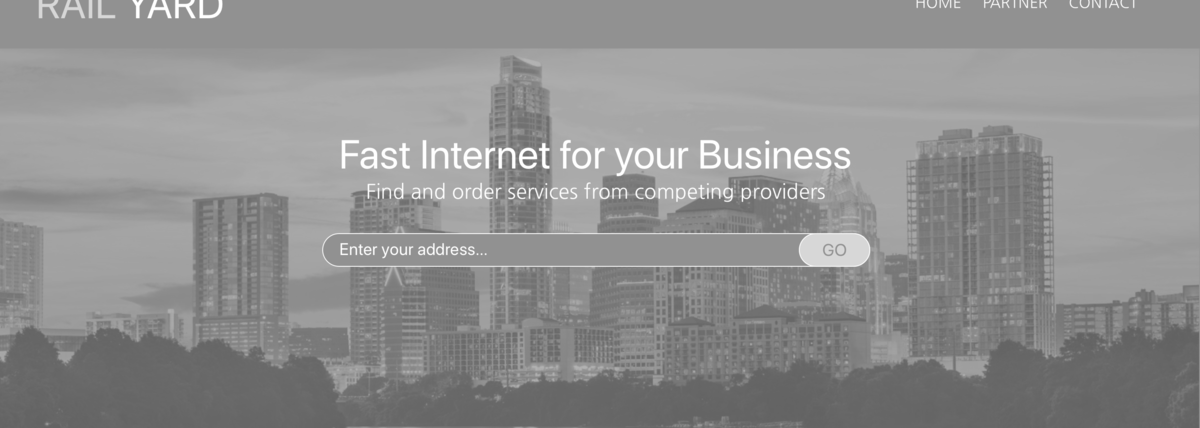 RAIL YARD
HOME PARTNER CONTACT
Fast Internet for your Business
Find and order services from competing providers
Enter your address... GO